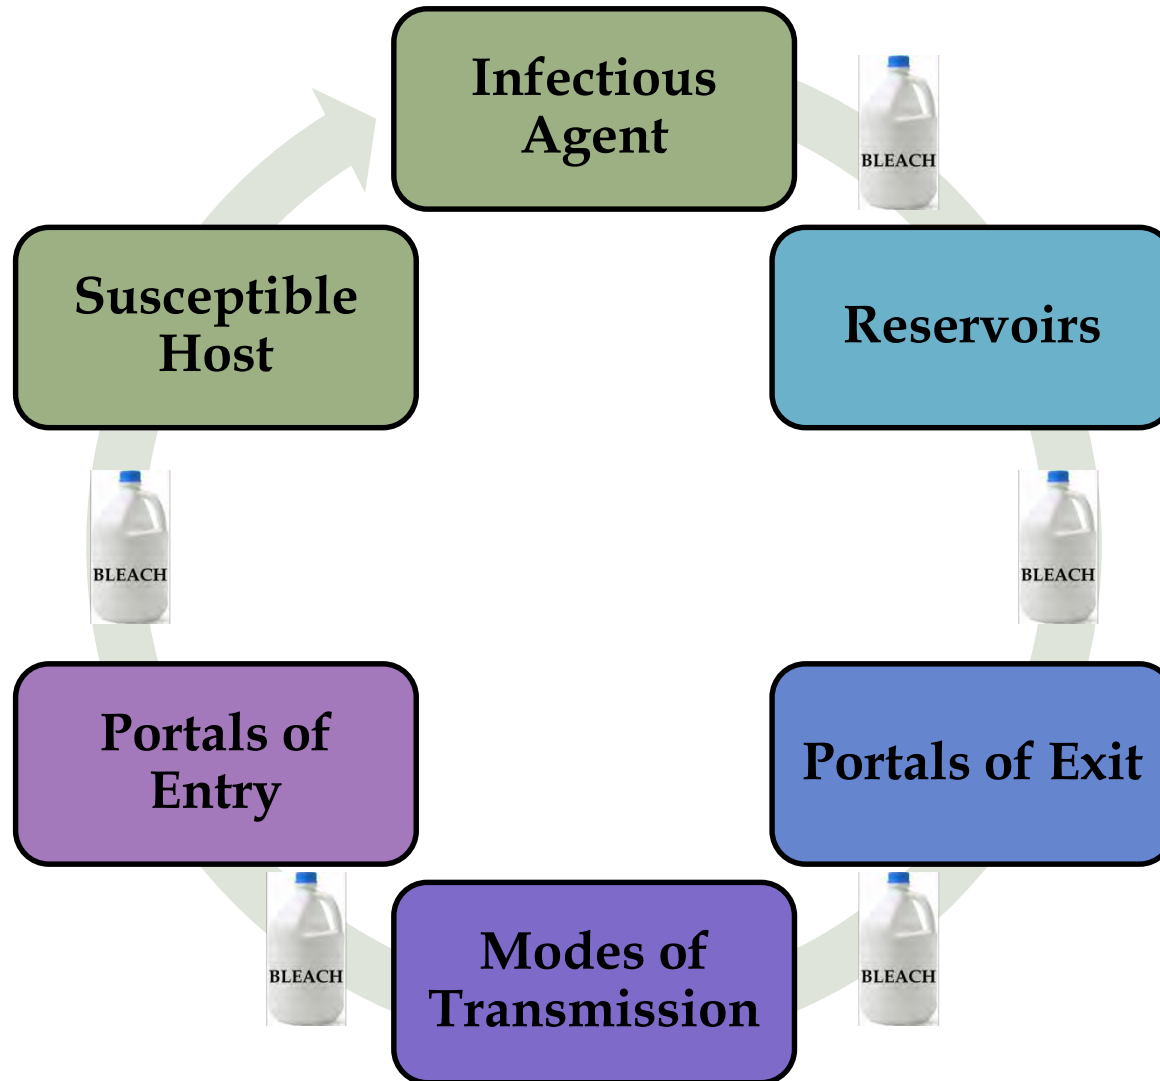 Infectious
Agent
BLEACH
Susceptible
Host
Reservoirs
BLEACH
BLEACH
Portals of
Entry
Portals of Exit
BLEACH
Modes of
Transmission
BLEACH